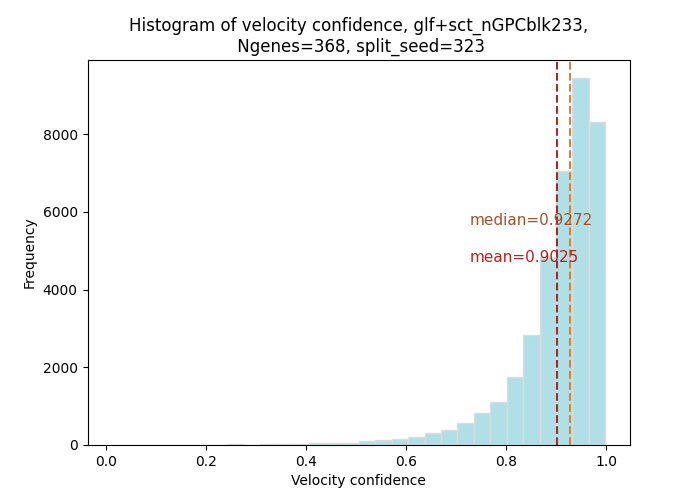 Histogram of velocity confidence, glf+sct_nGPCblk233,
Ngenes=368, split_seed=323
Frequency
8000
6000
4000
2000
0
median=0.9272
mean=0.9025
0.0 0.2 0.4 0.6 0.8 1.0
Velocity confidence